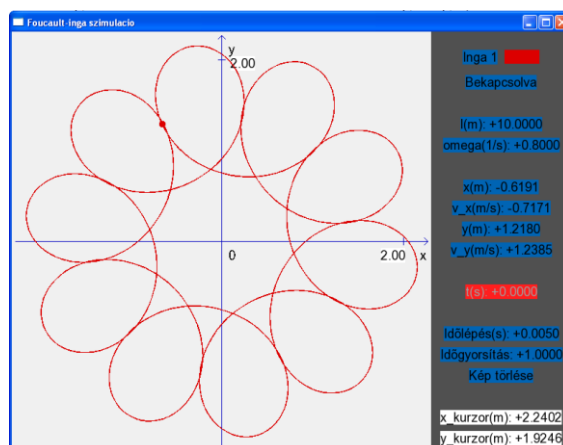 Foucault-inga szimulacio
y
2.00
0
2.00
x
Inga 1
Bekapcsolva
l(m): +10.0000
omega(1/s): +0.8000
x(m): -0.6191
v_x(m/s): -0.7171
y(m): +1.2180
v_y(m/s): +1.2385
t(s): +0.0000
Időlépés(s): +0.0050
Időgyorsítás: +1.0000
Kép törlése
x_kurzor(m): +2.2402
y_kurzor(m): +1.9246